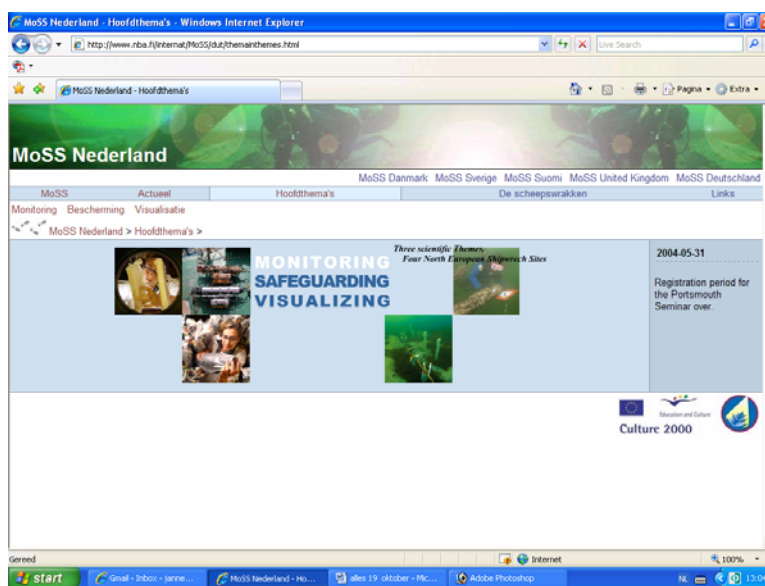 MoSS Nederland - Hoofdthema's - Windows Internet Explorer
http://www.nba.fi/internat/MoSS/dut/themainthemes.html
Live Search
MoSS Nederland - Hoofdthema's
Pagina
Extra
MoSS Nederland
MoSS Danmark MoSS Sverige MoSS Suomi MoSS United Kingdom MoSS Deutschland
MoSS Actueel Hoofdthema's De scheepswrakken Links
Monitoring Bescherming Visualisatie
MoSS Nederland > Hoofdthema's >
Three scientific Themes,
Four North European Shipwreck Sites
MONITORING
SAFEGUARDING
VISUALIZING
2004-05-31
Registration period for
the Portsmouth
Seminar over.
Education and Culture
Culture 2000
Gereed
Internet
100%
start
Gmail - Inbox - janne...
MoSS Nederland - Ho...
alles 19 oktober - Mic...
Adobe Photoshop
NL